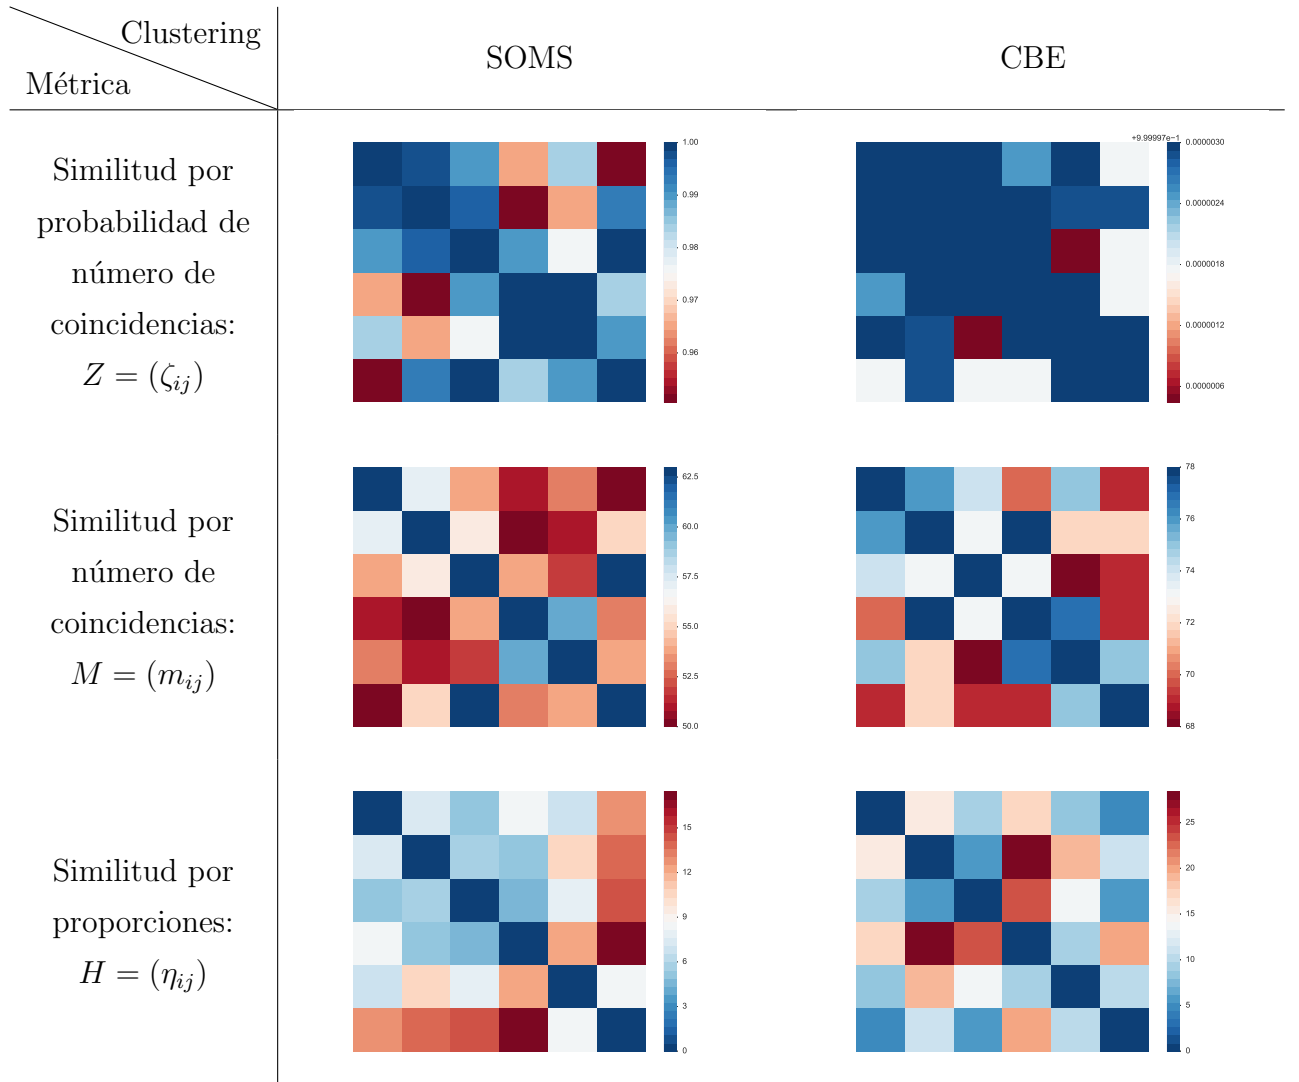 Clustering
Métrica
SOMS
CBE
Similitud por
probabilidad de
número de
coincidencias:
Z = (ζij)
1.00
0.99
0.98
0.97
0.96
+9.99997e−1
0.0000030
0.0000024
0.0000018
0.0000012
0.0000006
Similitud por
número de
coincidencias:
M = (mij)
62.5
60.0
57.5
55.0
52.5
50.0
78
76
74
72
70
68
Similitud por
proporciones:
H = (ηij)
15
12
9
6
3
0
25
20
15
10
5
0